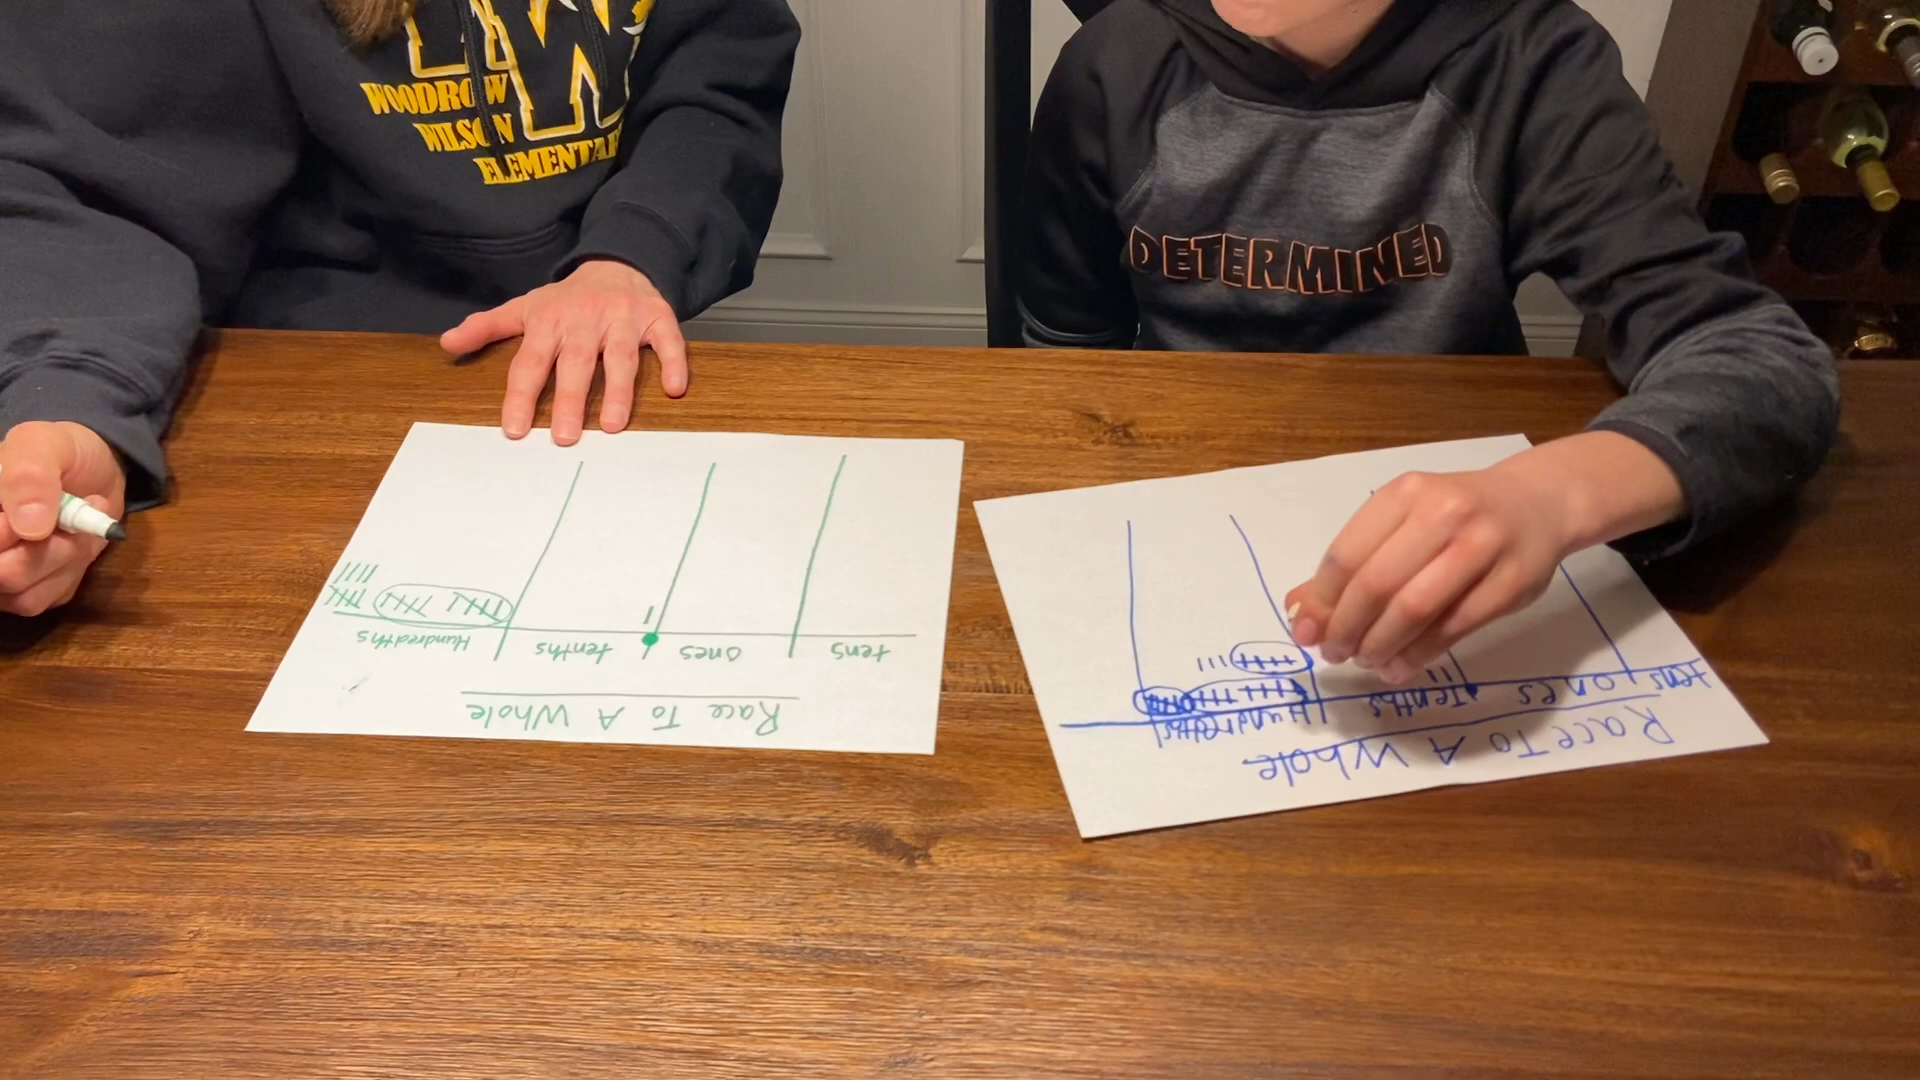 WOODROW
WILSON
ELEMENTAR
DETERMINED
Race To A Whole
tens ones tenths Hundredths
Race To A Whole
tens ones Tenths Hundredths